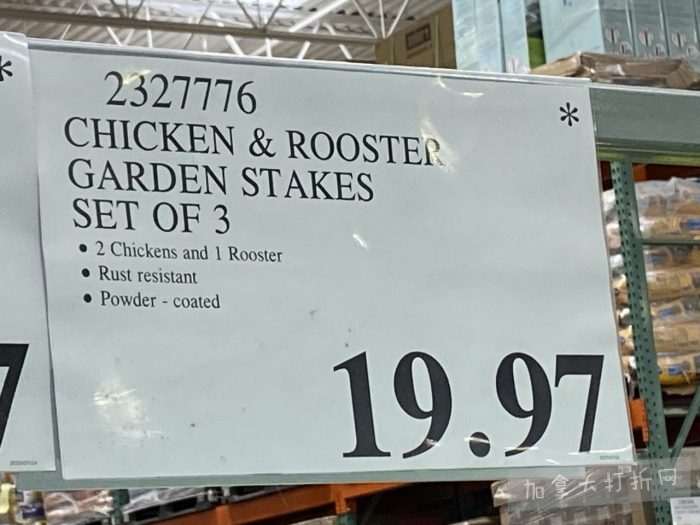 2327776 *
CHICKEN & ROOSTER
GARDEN STAKES
SET OF 3
• 2 Chickens and 1 Rooster
• Rust resistant
• Powder - coated
19.97
*
7
加拿大打折网